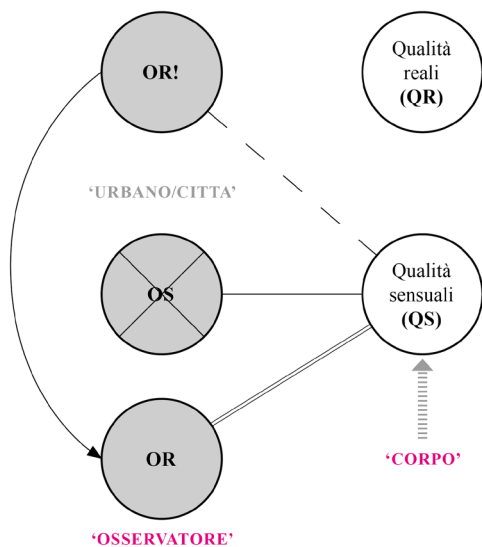 OR!
Qualità
reali
(QR)
‘URBANO/CITTA’
OS
Qualità
sensuali
(QS)
OR
‘CORPO’
‘OSSERVATORE’